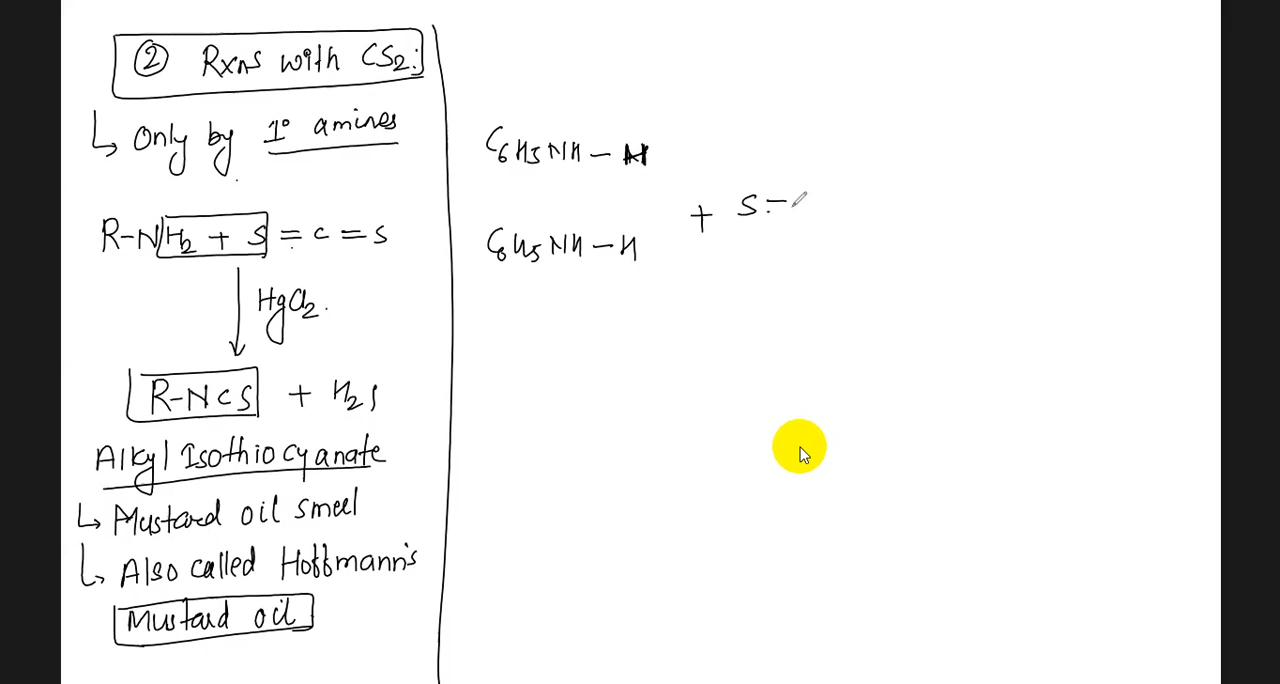 ② Rxns with CS2:
↳ Only by 1° amines
R-NH2 + S = C = S
HgCl2.
R-NCS + H2S
Alkyl Isothiocyanate
↳ Mustard oil smell
↳ Also called Hoffmann's
Mustard oil
C6H5NH - H
+ S =
C6H5NH - H